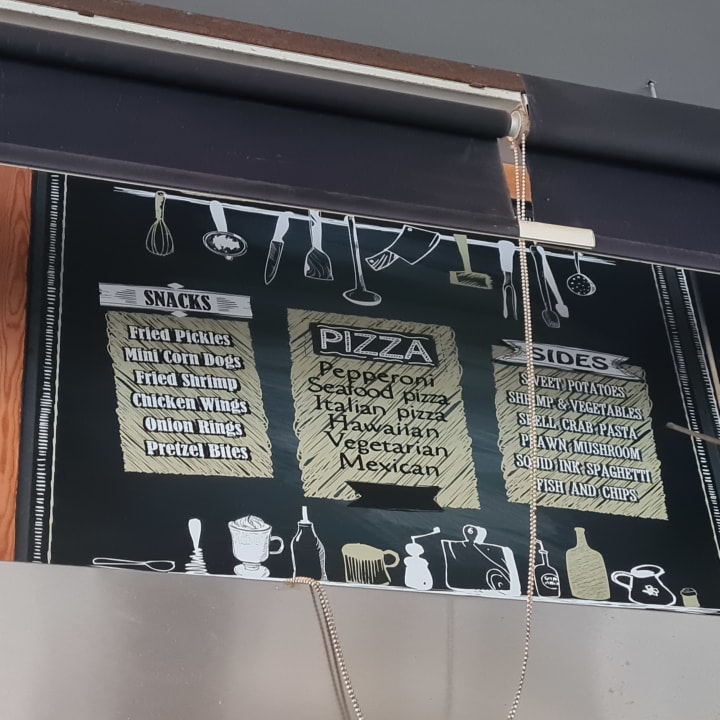 SNACKS
Fried Pickles
Mini Corn Dogs
Fried Shrimp
Chicken Wings
Onion Rings
Pretzel Bites
PIZZA
Pepperoni
Seafood pizza
Italian pizza
Hawaiian
Vegetarian
Mexican
SIDES
SWEET POTATOES
SHRIMP & VEGETABLES
SHELL CRAB PASTA
PRAWN MUSHROOM
SQUID INK SPAGHETTI
FISH AND CHIPS